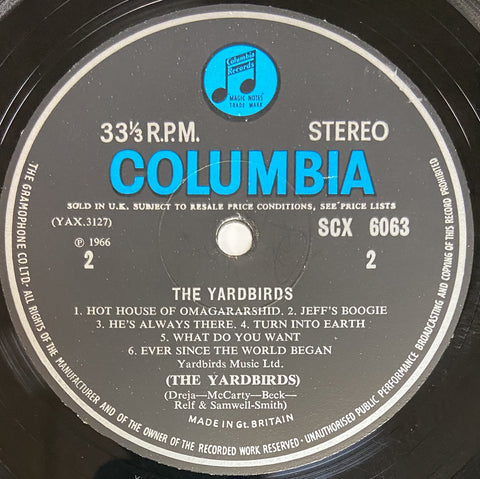 Columbia
Records
MAGIC NOTES
TRADE MARK
33⅓ R.P.M. STEREO
COLUMBIA
SOLD IN U.K. SUBJECT TO RESALE PRICE CONDITIONS, SEE PRICE LISTS
(YAX.3127) SCX 6063
℗ 1966
2 2
THE YARDBIRDS
1. HOT HOUSE OF OMAGARARSHID. 2. JEFF'S BOOGIE
3. HE'S ALWAYS THERE. 4. TURN INTO EARTH
5. WHAT DO YOU WANT
6. EVER SINCE THE WORLD BEGAN
Yardbirds Music Ltd.
(THE YARDBIRDS)
(Dreja—McCarty—Beck—
Relf & Samwell-Smith)
MADE IN Gt. BRITAIN
THE GRAMOPHONE CO LTD. ALL RIGHTS OF THE MANUFACTURER AND OF THE OWNER OF THE RECORDED WORK RESERVED · UNAUTHORISED PUBLIC PERFORMANCE BROADCASTING AND COPYING OF THIS RECORD PROHIBITED